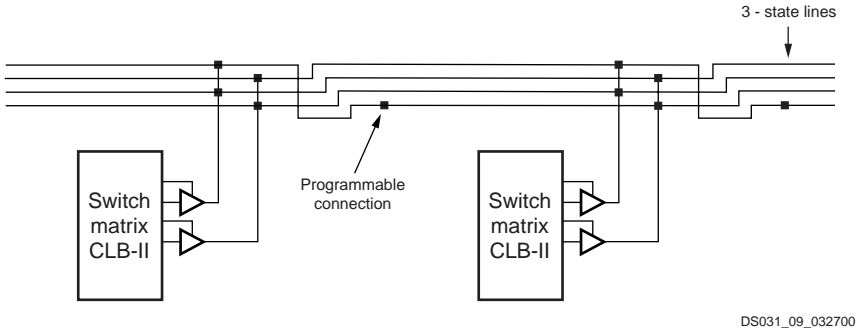 3 - state lines
Programmable
connection
Switch
matrix
CLB-II
Switch
matrix
CLB-II
DS031_09_032700